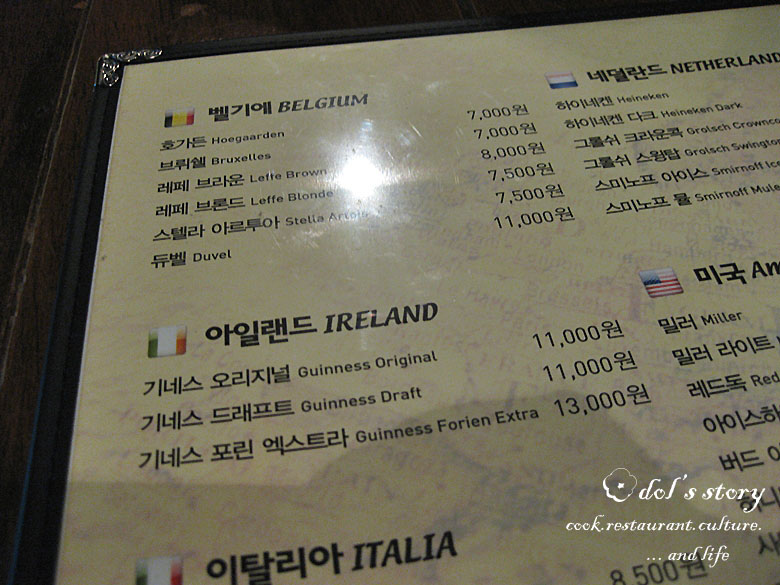 벨기에 BELGIUM
호가든 Hoegaarden 7,000원
브뤼쉘 Bruxelles 7,000원
레페 브라운 Leffe Brown 8,000원
레페 브론드 Leffe Blonde 7,500원
스텔라 아르투아 Stella Artois 7,500원
듀벨 Duvel 11,000원
아일랜드 IRELAND
기네스 오리지널 Guinness Original 11,000원
기네스 드래프트 Guinness Draft 11,000원
기네스 포린 엑스트라 Guinness Forien Extra 13,000원
이탈리아 ITALIA
8,500원
네덜란드 NETHERLAND
하이네켄 Heineken
하이네켄 다크 Heineken Dark
그롤쉬 크라운콕 Grolsch Crownco
그롤쉬 스윙탑 Grolsch Swington
스미노프 아이스 Smirnoff Ice
스미노프 뮬 Smirnoff Mule
미국 Am
밀러 Miller
밀러 라이트
레드독 Red
아이스하
버드 아
dol's story
cook.restaurant.culture.
... and life